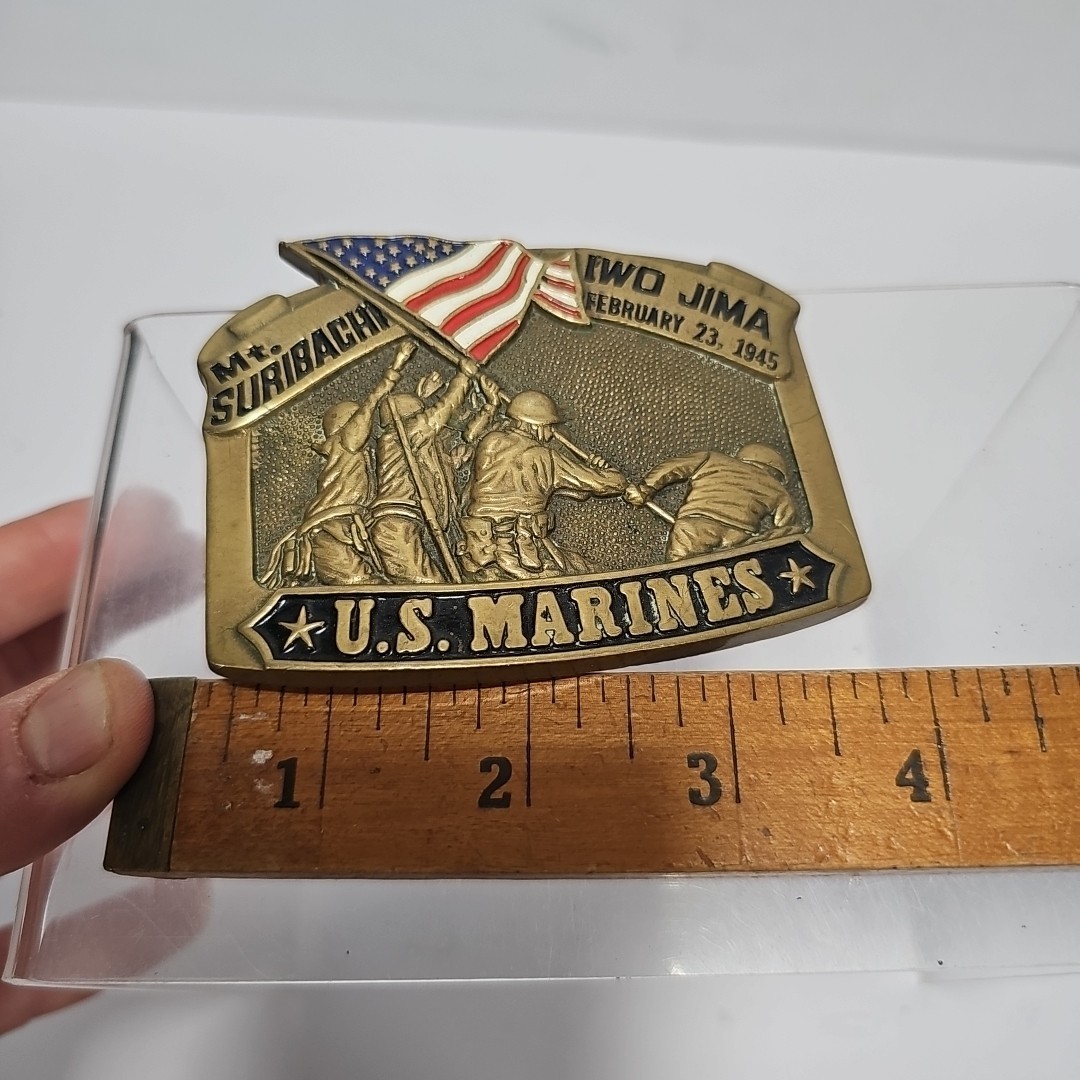 Mt.
SURIBACHI
IWO JIMA
FEBRUARY 23, 1945
U.S. MARINES
1 2 3 4